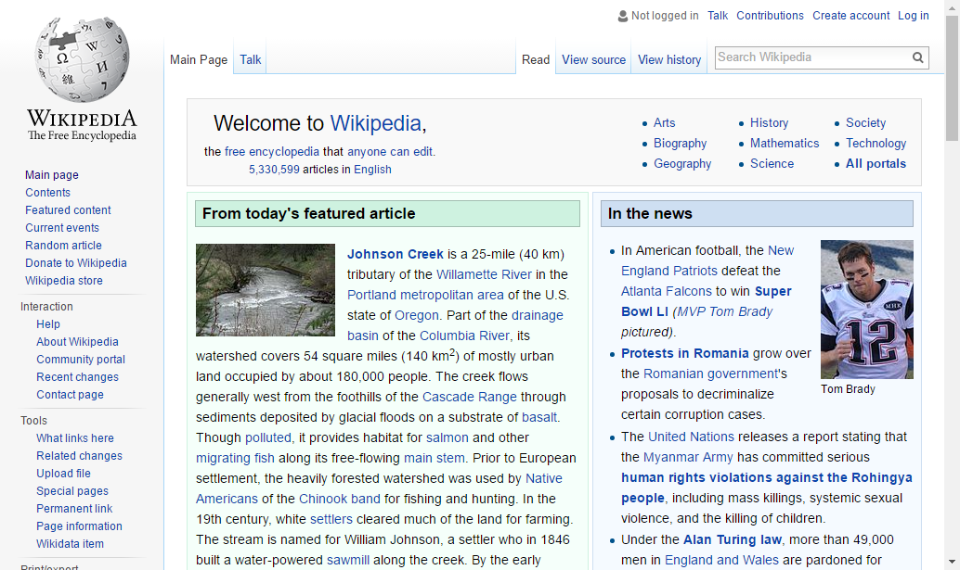 Not logged in Talk Contributions Create account Log in
Main Page Talk Read View source View history Search Wikipedia
WIKIPEDIA
The Free Encyclopedia
Main page
Contents
Featured content
Current events
Random article
Donate to Wikipedia
Wikipedia store
Interaction
Help
About Wikipedia
Community portal
Recent changes
Contact page
Tools
What links here
Related changes
Upload file
Special pages
Permanent link
Page information
Wikidata item
Print/export
Welcome to Wikipedia,
the free encyclopedia that anyone can edit.
5,330,599 articles in English
Arts
Biography
Geography
History
Mathematics
Science
Society
Technology
All portals
From today's featured article
Johnson Creek is a 25-mile (40 km)
tributary of the Willamette River in the
Portland metropolitan area of the U.S.
state of Oregon. Part of the drainage
basin of the Columbia River, its
watershed covers 54 square miles (140 km2) of mostly urban
land occupied by about 180,000 people. The creek flows
generally west from the foothills of the Cascade Range through
sediments deposited by glacial floods on a substrate of basalt.
Though polluted, it provides habitat for salmon and other
migrating fish along its free-flowing main stem. Prior to European
settlement, the heavily forested watershed was used by Native
Americans of the Chinook band for fishing and hunting. In the
19th century, white settlers cleared much of the land for farming.
The stream is named for William Johnson, a settler who in 1846
built a water-powered sawmill along the creek. By the early
In the news
In American football, the New
England Patriots defeat the
Atlanta Falcons to win Super
Bowl LI (MVP Tom Brady
pictured).
Protests in Romania grow over
the Romanian government's
proposals to decriminalize
certain corruption cases.
The United Nations releases a report stating that
the Myanmar Army has committed serious
human rights violations against the Rohingya
people, including mass killings, systemic sexual
violence, and the killing of children.
Under the Alan Turing law, more than 49,000
men in England and Wales are pardoned for
MHK
12
Tom Brady